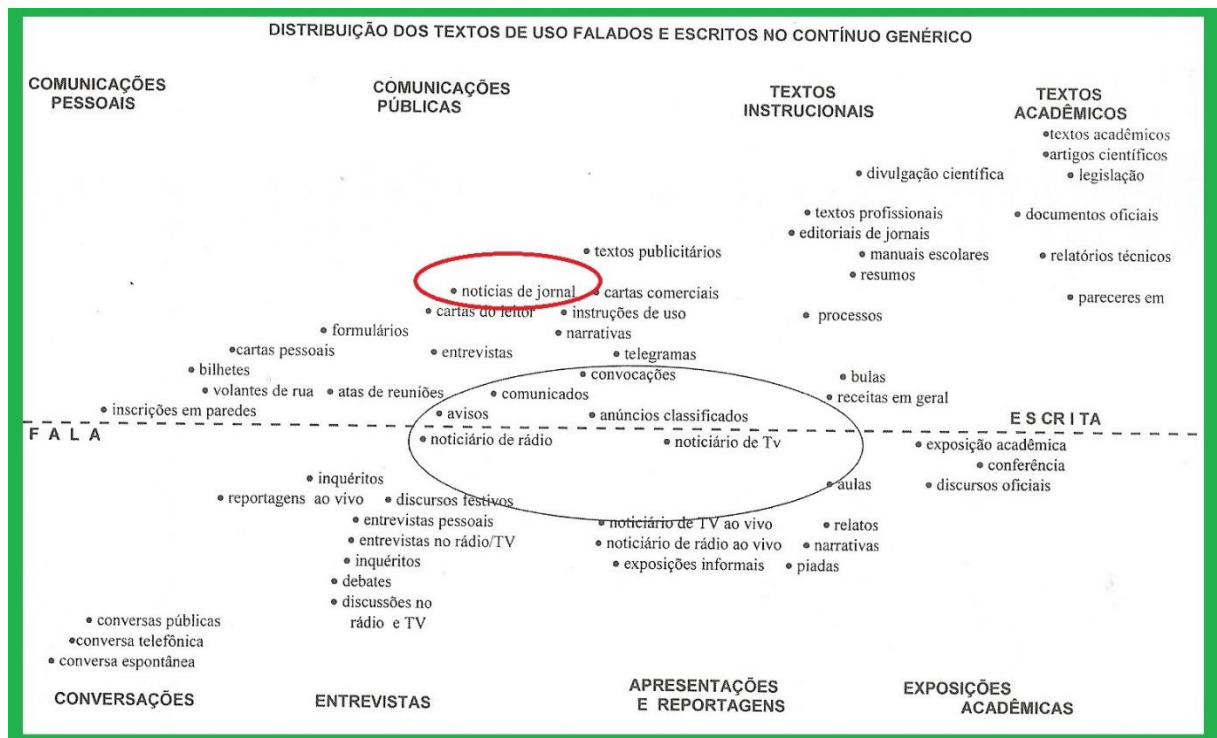 DISTRIBUIÇÃO DOS TEXTOS DE USO FALADOS E ESCRITOS NO CONTÍNUO GENÉRICO
COMUNICAÇÕES
PESSOAIS
COMUNICAÇÕES
PÚBLICAS
TEXTOS
INSTRUCIONAIS
TEXTOS
ACADÊMICOS
•textos acadêmicos
•artigos científicos
• divulgação científica
• legislação
• textos profissionais
• documentos oficiais
• editoriais de jornais
• textos publicitários
• manuais escolares
• relatórios técnicos
• resumos
• notícias de jornal
• cartas comerciais
• pareceres em
• cartas do leitor
• instruções de uso
• processos
• formulários
• narrativas
•cartas pessoais
• entrevistas
• telegramas
• bilhetes
• convocações
• bulas
• volantes de rua
• atas de reuniões
• comunicados
• receitas em geral
• inscrições em paredes
• avisos
• anúncios classificados
ESCRITA
FALA
• noticiário de rádio
• noticiário de Tv
• exposição acadêmica
• conferência
• inquéritos
• aulas
• discursos oficiais
• reportagens ao vivo
• discursos festivos
• entrevistas pessoais
• noticiário de TV ao vivo
• relatos
• entrevistas no rádio/TV
• noticiário de rádio ao vivo
• narrativas
• inquéritos
• exposições informais
• piadas
• debates
• discussões no
rádio e TV
• conversas públicas
•conversa telefônica
• conversa espontânea
CONVERSAÇÕES
ENTREVISTAS
APRESENTAÇÕES
E REPORTAGENS
EXPOSIÇÕES
ACADÊMICAS